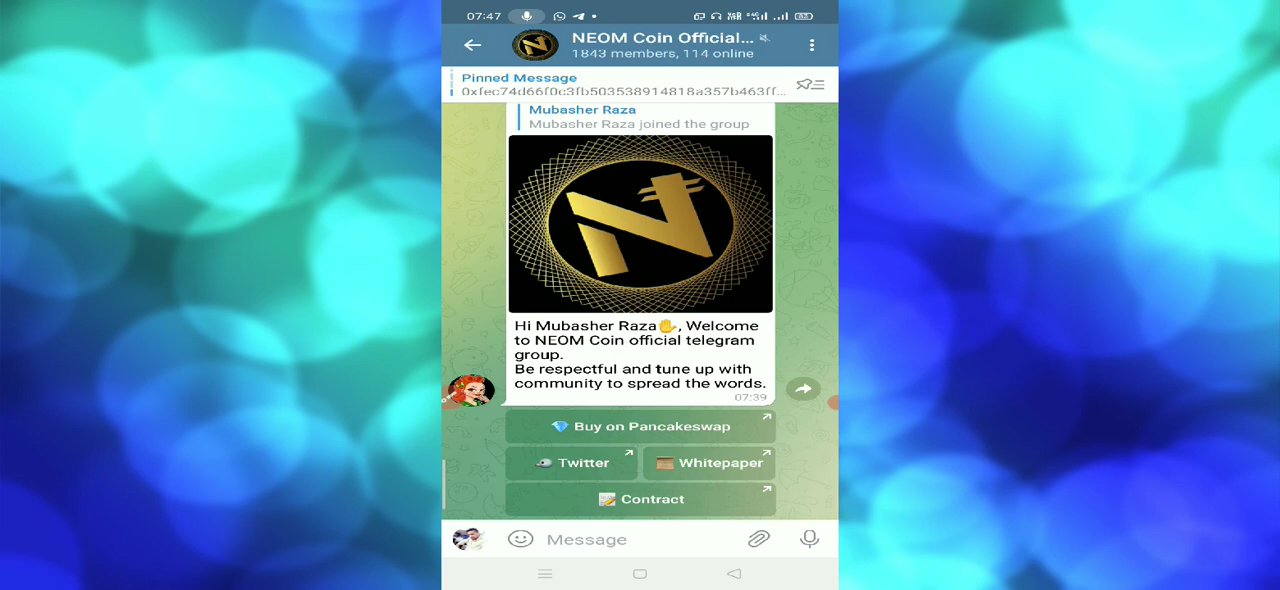 07:47
NEOM Coin Official...
1843 members, 114 online
Pinned Message
0xfec74d66f0c3fb503538914818a357b463ff...
Mubasher Raza
Mubasher Raza joined the group
Hi Mubasher Raza✋, Welcome
to NEOM Coin official telegram
group.
Be respectful and tune up with
community to spread the words.
07:39
💎 Buy on Pancakeswap
Twitter
Whitepaper
📝 Contract
Message